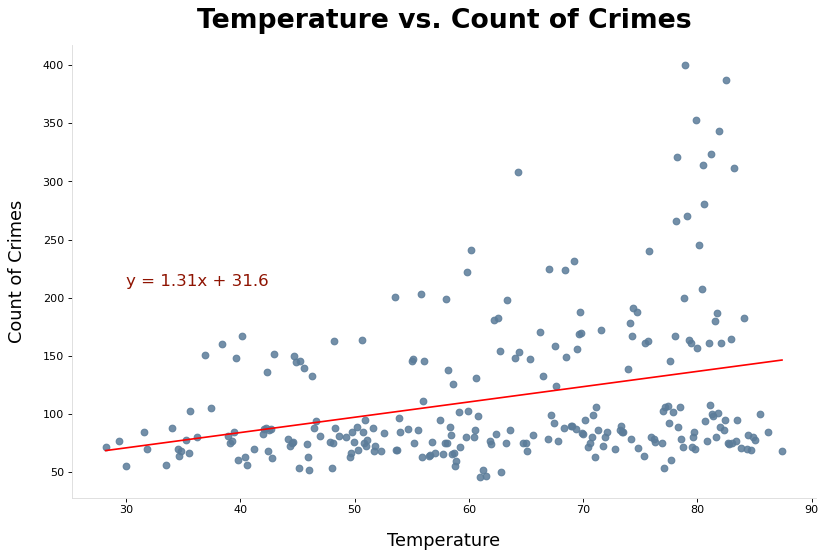 Temperature vs. Count of Crimes
400
350
300
250
200
150
100
50
Count of Crimes
y = 1.31x + 31.6
30 40 50 60 70 80 90
Temperature